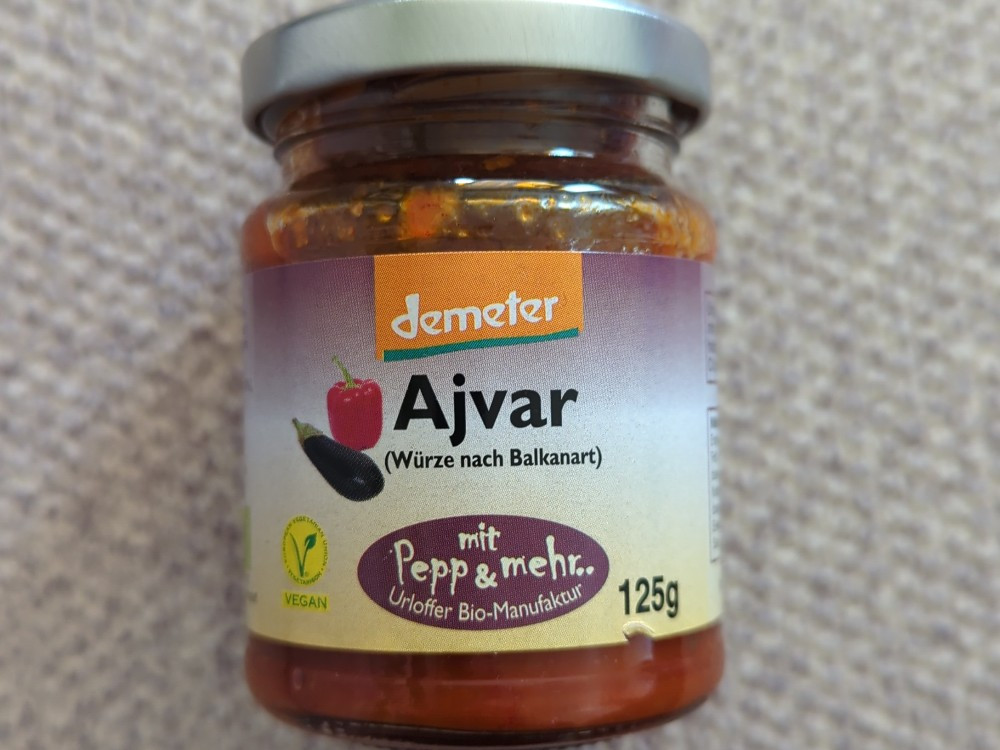 demeter
Ajvar
(Würze nach Balkanart)
mit
Pepp & mehr..
Urloffer Bio-Manufaktur
VEGAN
125g